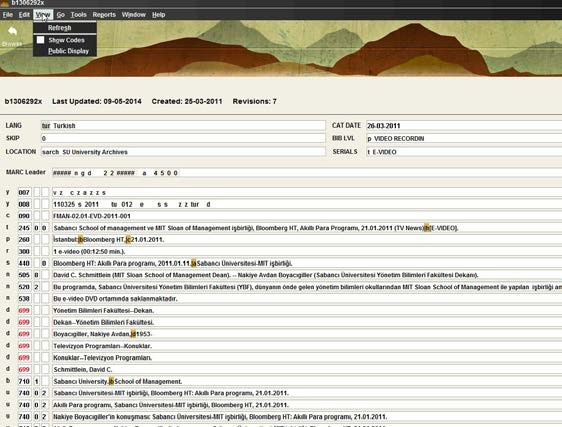 b1306292x
File Edit View Go Tools Reports Window Help
Browse
Refresh
Show Codes
Public Display
b1306292x Last Updated: 09-05-2014 Created: 25-03-2011 Revisions: 7
LANG tur Turkish CAT DATE 26-03-2011
SKIP 0 BIB LVL p VIDEO RECORDIN
LOCATION sarch SU University Archives SERIALS t E-VIDEO
MARC Leader ##### n g d 2 2 ##### a 4 5 0 0
y 007 v z c z a z z s
y 008 110325 s 2011 tu 012 e s s z z tur d
c 090 FMAN-02.01-EVD-2011-001
t 245 0 0 Sabancı School of management ve MIT Sloan School of Management işbirliği, Bloomberg HT, Akıllı Para Programı, 21.01.2011 (TV News)|h[E-VIDEO].
p 260 İstanbul:|bBloomberg HT,|c21.01.2011.
r 300 1 e-video (00:12:50 min.).
s 440 0 Bloomberg HT: Akıllı Para programı, 2011.01.11.|aSabancı Üniversitesi-MIT işbirliği.
n 505 0 David C. Schmittlein (MIT Sloan School of Management Dean). -- Nakiye Avdan Boyacıgiller (Sabancı Üniversitesi Yönetim Bilimleri Fakültesi Dekanı).
n 520 2 Bu programda, Sabancı Üniversitesi Yönetim Bilimleri Fakültesi (YBF), dünyanın önde gelen yönetim bilimleri okullarından MIT Sloan School of Management ile yapılan işbirliği
n 538 Bu e-video DVD ortamında saklanmaktadır.
d 699 Yönetim Bilimleri Fakültesi--Dekan.
d 699 Dekan--Yönetim Bilimleri Fakültesi.
d 699 Boyacıgiller, Nakiye Avdan,|d1953-
d 699 Televizyon Programları--Konuklar.
d 699 Konuklar--Televizyon Programları.
d 699 Schmittlein, David C.
b 710 1 Sabancı University.|bSchool of Management.
u 740 0 2 Sabancı Üniversitesi-MIT işbirliği, Bloomberg HT: Akıllı Para Programı, 21.01.2011.
u 740 0 2 Akıllı Para programı, Sabancı Üniversitesi-MIT işbirliği, Bloomberg HT, 21.01.2011.
u 740 0 2 Nakiye Boyacıgiller'in konuşması: Sabancı Üniversitesi-MIT işbirliği, Bloomberg HT: Akıllı Para Programı, 21.01.2011.